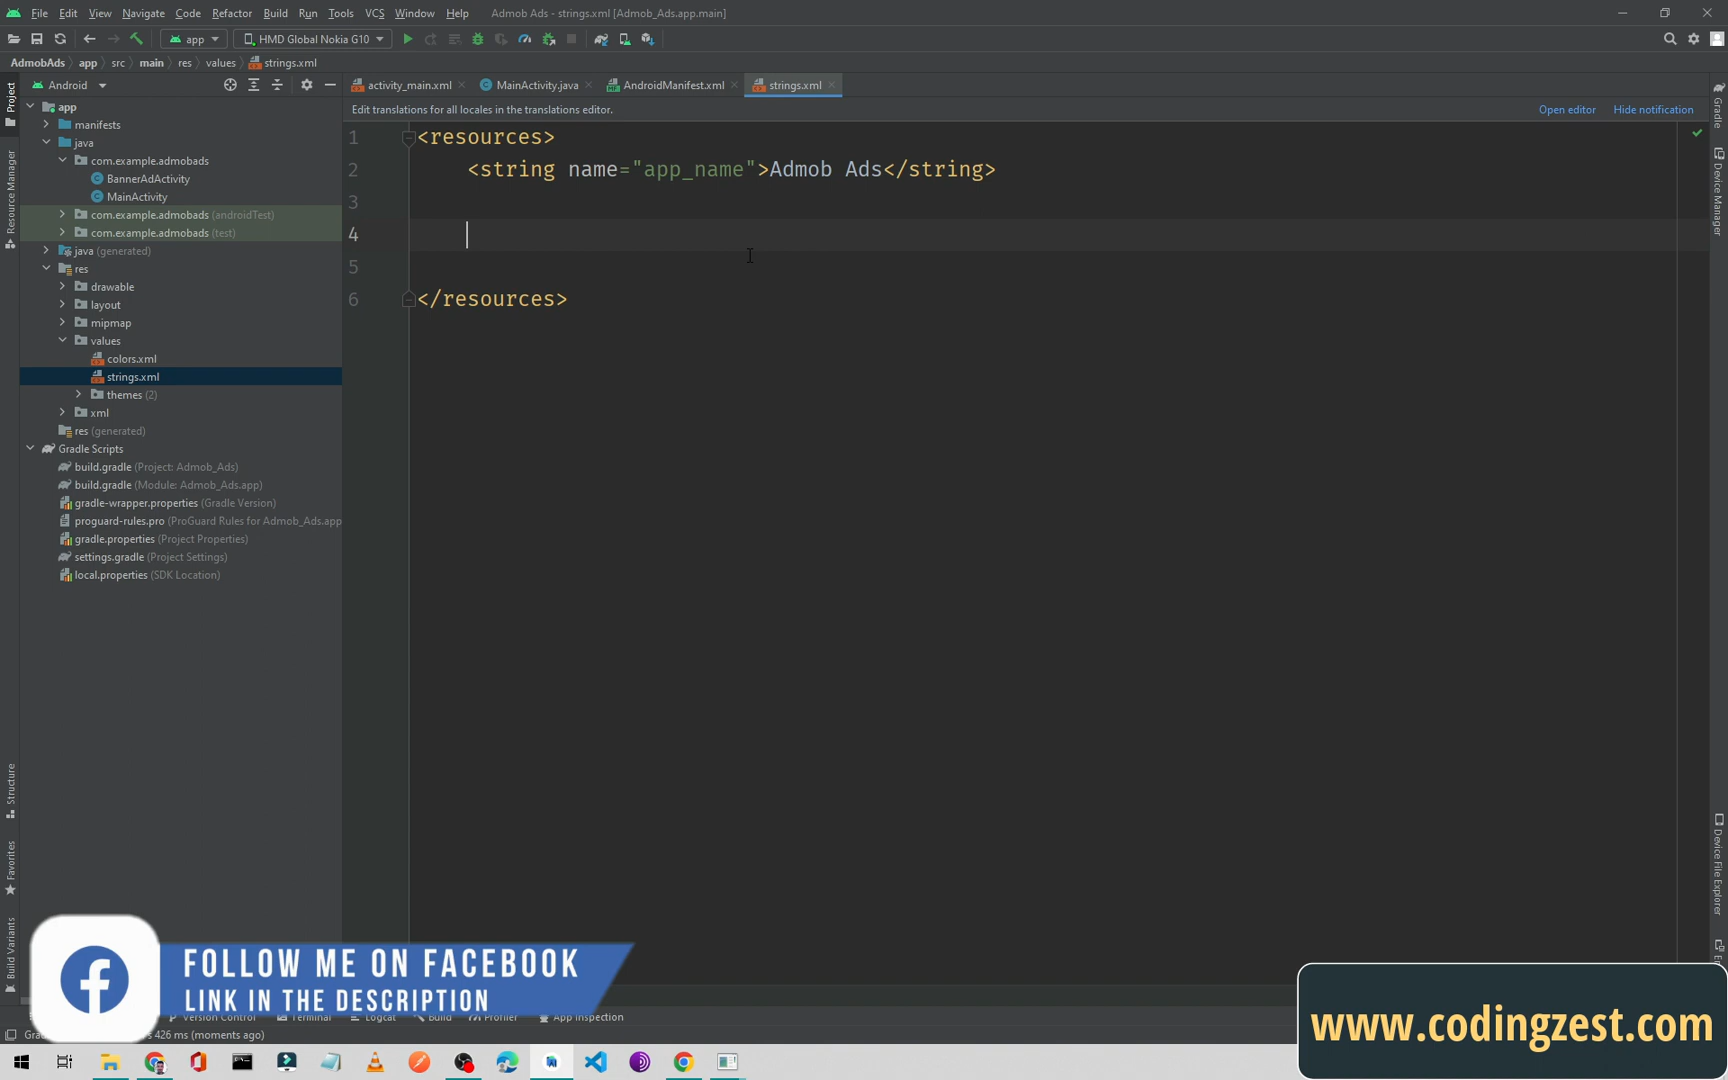 File Edit View Navigate Code Refactor Build Run Tools VCS Window Help Admob Ads - strings.xml [Admob_Ads.app.main]
app HMD Global Nokia G10
AdmobAds app src main res values strings.xml
Android
activity_main.xml MainActivity.java AndroidManifest.xml strings.xml
Edit translations for all locales in the translations editor. Open editor Hide notification
Project
Resource Manager
Structure
Favorites
Build Variants
app
manifests
java
com.example.admobads
BannerAdActivity
MainActivity
com.example.admobads (androidTest)
com.example.admobads (test)
java (generated)
res
drawable
layout
mipmap
values
colors.xml
strings.xml
themes (2)
xml
res (generated)
Gradle Scripts
build.gradle (Project: Admob_Ads)
build.gradle (Module: Admob_Ads.app)
gradle-wrapper.properties (Gradle Version)
proguard-rules.pro (ProGuard Rules for Admob_Ads.app
gradle.properties (Project Properties)
settings.gradle (Project Settings)
local.properties (SDK Location)
1 <resources>
2 <string name="app_name">Admob Ads</string>
3
4
5
6 </resources>
Gradle
Device Manager
Device File Explorer
FOLLOW ME ON FACEBOOK
LINK IN THE DESCRIPTION
Version Control Terminal Logcat Build Profiler App Inspection
426 ms (moments ago)
www.codingzest.com